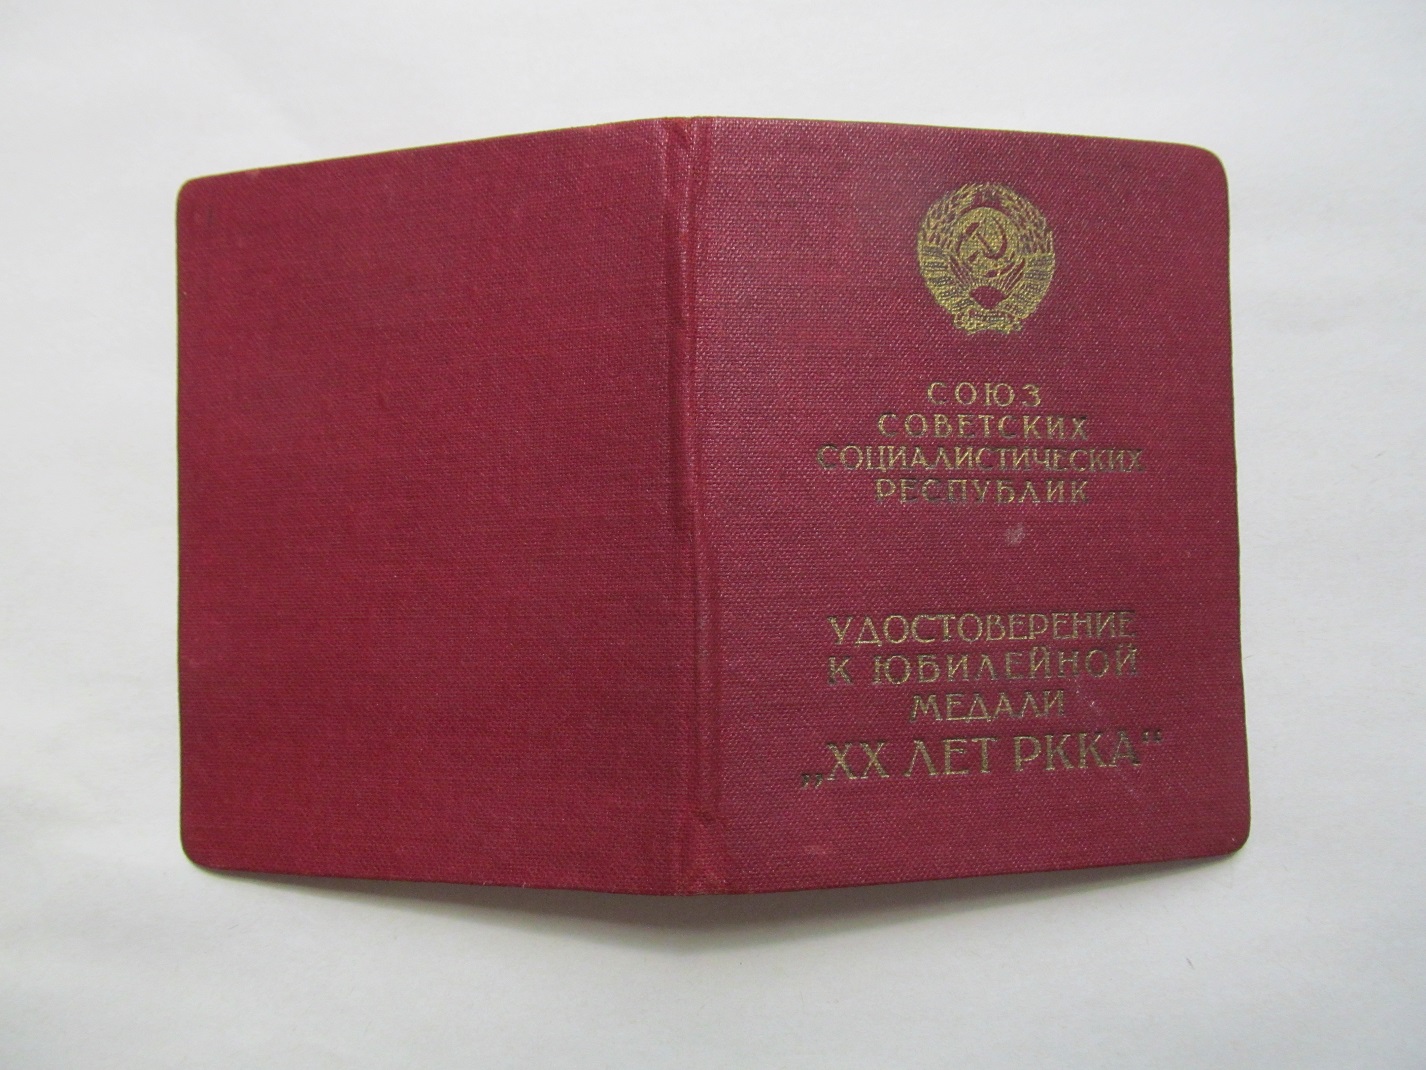 СОЮЗ
СОВЕТСКИХ
СОЦИАЛИСТИЧЕСКИХ
РЕСПУБЛИК
УДОСТОВЕРЕНИЕ
К ЮБИЛЕЙНОЙ
МЕДАЛИ
„XX ЛЕТ РККА“